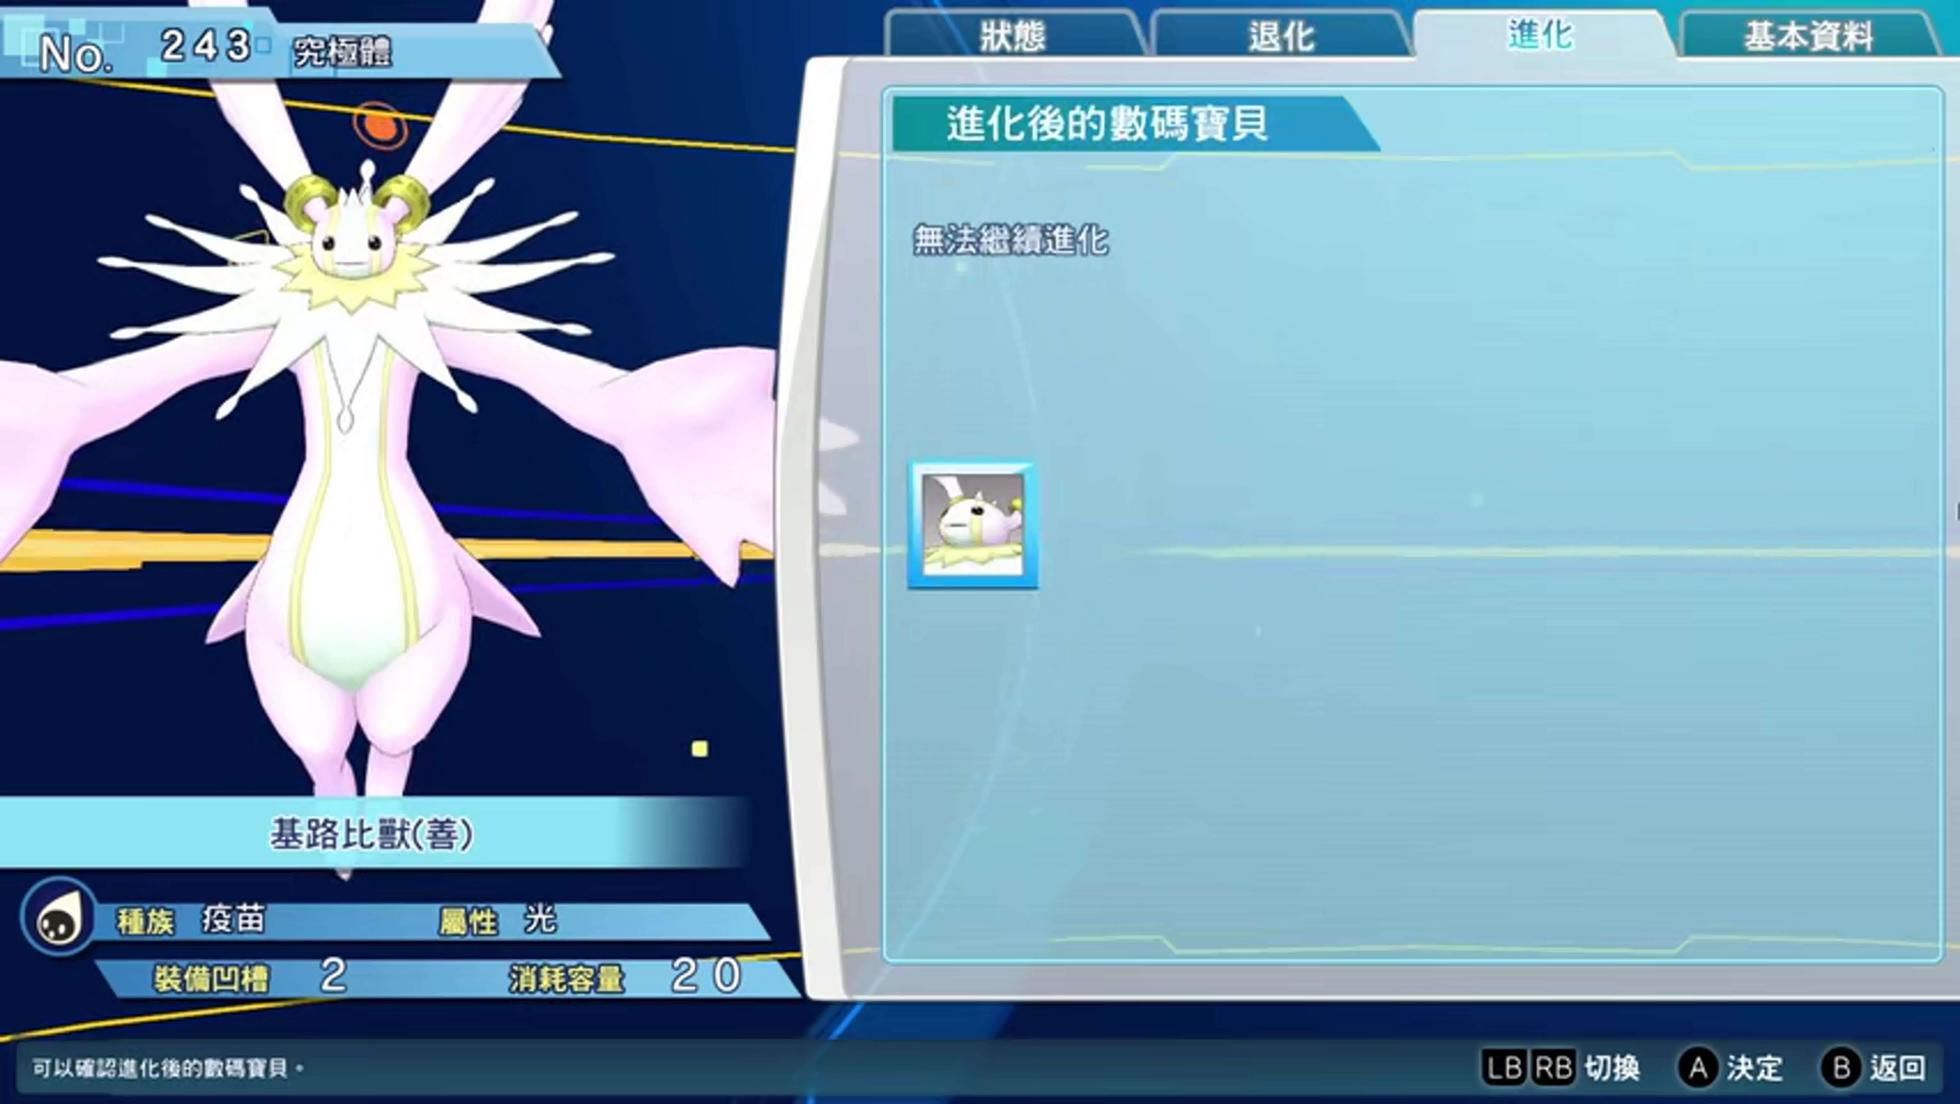 No. 243 究極體
狀態 退化 進化 基本資料
進化後的數碼寶貝
無法繼續進化
基路比獸(善)
種族 疫苗 屬性 光
裝備凹槽 2 消耗容量 20
可以確認進化後的數碼寶貝。
LB RB 切換 A 決定 B 返回